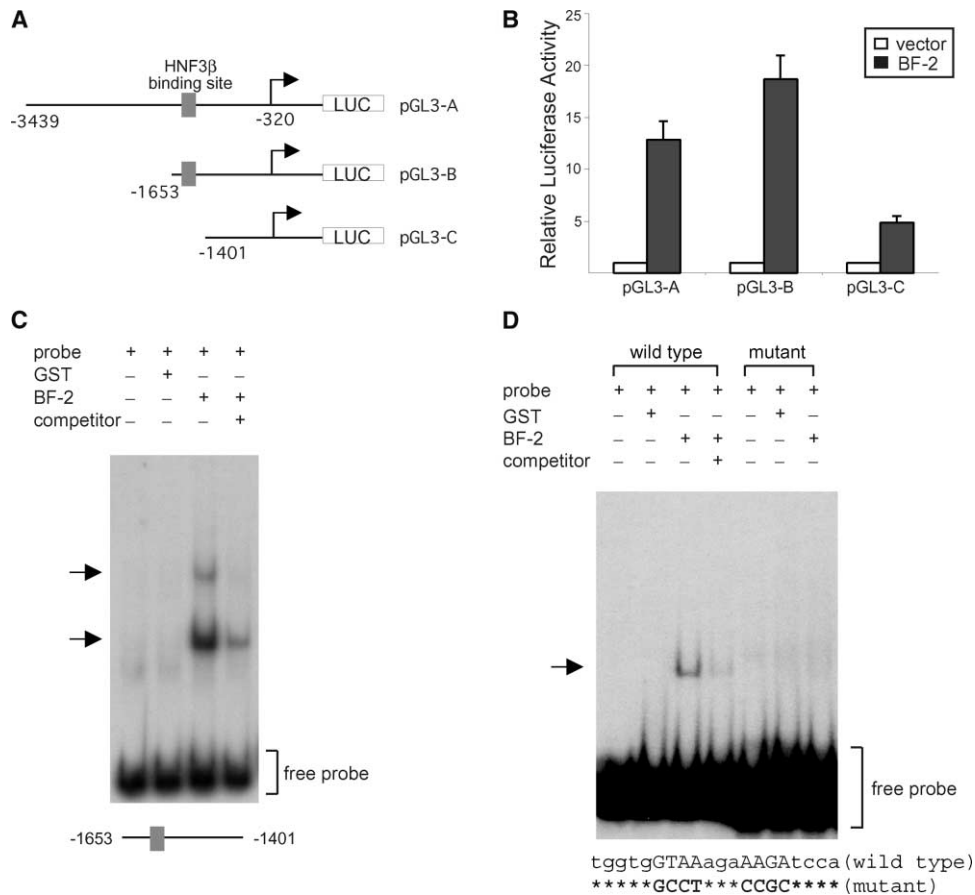 A
HNF3β
binding site
-3439
-320
LUC
pGL3-A
-1653
LUC
pGL3-B
-1401
LUC
pGL3-C
B
Relative Luciferase Activity
25
20
15
10
5
vector
BF-2
pGL3-A
pGL3-B
pGL3-C
C
probe + + + +
GST – + – –
BF-2 – – + +
competitor – – – +
free probe
-1653
-1401
D
wild type
mutant
probe + + + + + + +
GST – + – – – + –
BF-2 – – + + – – +
competitor – – – + – – –
free probe
tggtgGTAAagaAAGAtcca(wild type)
*****GCCT***CCGC****(mutant)